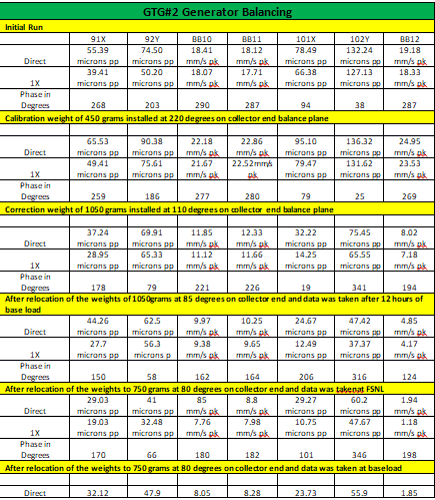 GTG#2 Generator Balancing
Initial Run
91X 92Y BB10 BB11 101X 102Y BB12
55.39 74.50 18.41 18.12 78.49 132.24 19.18
Direct microns pp microns pp mm/s pk mm/s pk microns pp microns pp mm/s pk
39.41 50.20 18.07 17.71 66.38 127.13 18.33
1X microns pp microns pp mm/s pk mm/s pk microns pp microns pp mm/s pk
Phase in
Degrees 268 203 290 287 94 38 287
Calibration weight of 450 grams installed at 220 degrees on collector end balance plane
65.53 90.38 22.18 22.86 95.10 136.32 24.95
Direct microns pp microns pp mm/s pk mm/s pk microns pp microns pp mm/s pk
49.41 75.61 21.67 22.52mm/s 79.47 131.62 23.53
1X microns pp microns pp mm/s pk pk microns pp microns pp mm/s pk
Phase in
Degrees 259 186 277 280 79 25 269
Correction weight of 1050 grams installed at 110 degrees on collector end balance plane
37.24 69.91 11.85 12.33 32.22 75.45 8.02
Direct microns pp microns pp mm/s pk mm/s pk microns pp microns pp mm/s pk
28.95 65.33 11.12 11.66 14.25 65.55 7.18
1X microns pp microns pp mm/s pk mm/s pk microns pp microns pp mm/s pk
Phase in
Degrees 178 79 221 226 19 341 194
After relocation of the weights of 1050grams at 85 degrees on collector end and data was taken after 12 hours of
base load
44.26 62.5 9.97 10.25 24.67 47.42 4.85
Direct microns pp microns pp mm/s pk mm/s pk microns pp microns pp mm/s pk
27.7 56.3 9.38 9.65 12.49 37.37 4.17
1X microns pp microns p mm/s pk mm/s pk microns pp microns pp mm/s pk
Phase in
Degrees 150 58 162 164 206 316 124
After relocation of the weights to 750 grams at 80 degrees on collector end and data was taken at FSNL
29.03 41 85 8.8 29.27 60.2 1.94
Direct microns pp microns pp mm/s pk mm/s pk microns pp microns pp mm/s pk
19.03 32.48 7.76 7.98 10.75 47.67 1.18
1X microns pp microns pp mm/s pk mm/s pk microns pp microns pp mm/s pk
Phase in
Degrees 170 66 180 182 101 346 198
After relocation of the weights to 750 grams at 80 degrees on collector end and data was taken at baseload
Direct 32.12 47.9 8.05 8.28 23.73 55.9 1.85